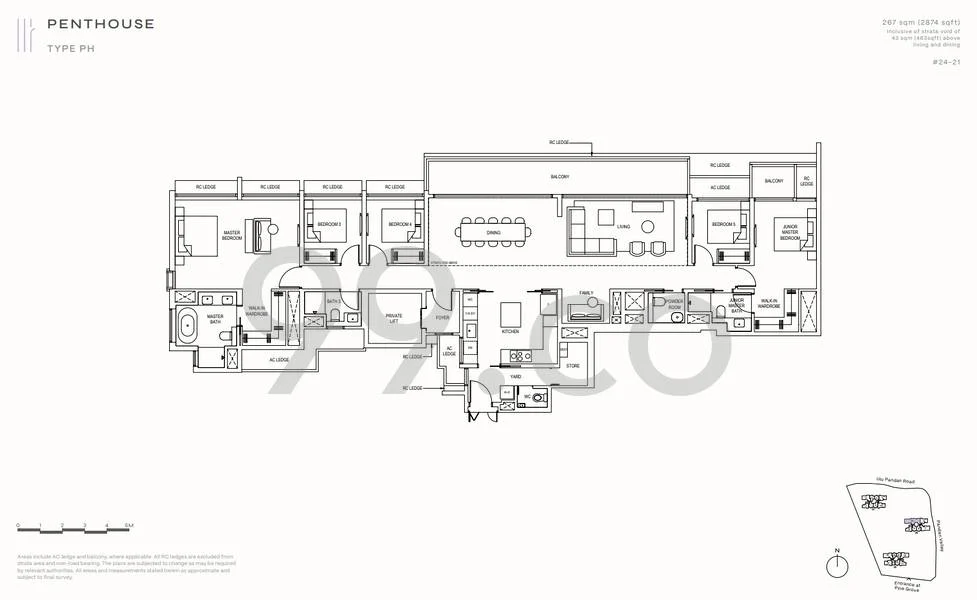 PENTHOUSE
TYPE PH
267 sqm (2874 sqft)
Inclusive of strata void of
43 sqm (463sqft) above
living and dining
#24-21
RC LEDGE
RC LEDGE
RC LEDGE
RC LEDGE
RC LEDGE
BALCONY
RC LEDGE
RC LEDGE
BALCONY
RC
LEDGE
MASTER
BEDROOM
BEDROOM 3
BEDROOM 4
DINING
LIVING
BEDROOM 5
JUNIOR
MASTER
BEDROOM
MASTER
BATH
WALK-IN
WARDROBE
BATH 3
PRIVATE
LIFT
FOYER
KITCHEN
FAMILY
POWDER
ROOM
JUNIOR
MASTER
BATH
WALK-IN
WARDROBE
AC LEDGE
RC LEDGE
AC
LEDGE
RC LEDGE
YARD
STORE
WC
99.co
0 1 2 3 4 5M
Areas include AC ledge and balcony, where applicable. All RC ledges are excluded from
strata area and non-load bearing. The plans are subjected to change as may be required
by relevant authorities. All areas and measurements stated herein are approximate and
subject to final survey.
N
Ulu Pandan Road
Pandan Valley
Entrance at
Pine Grove